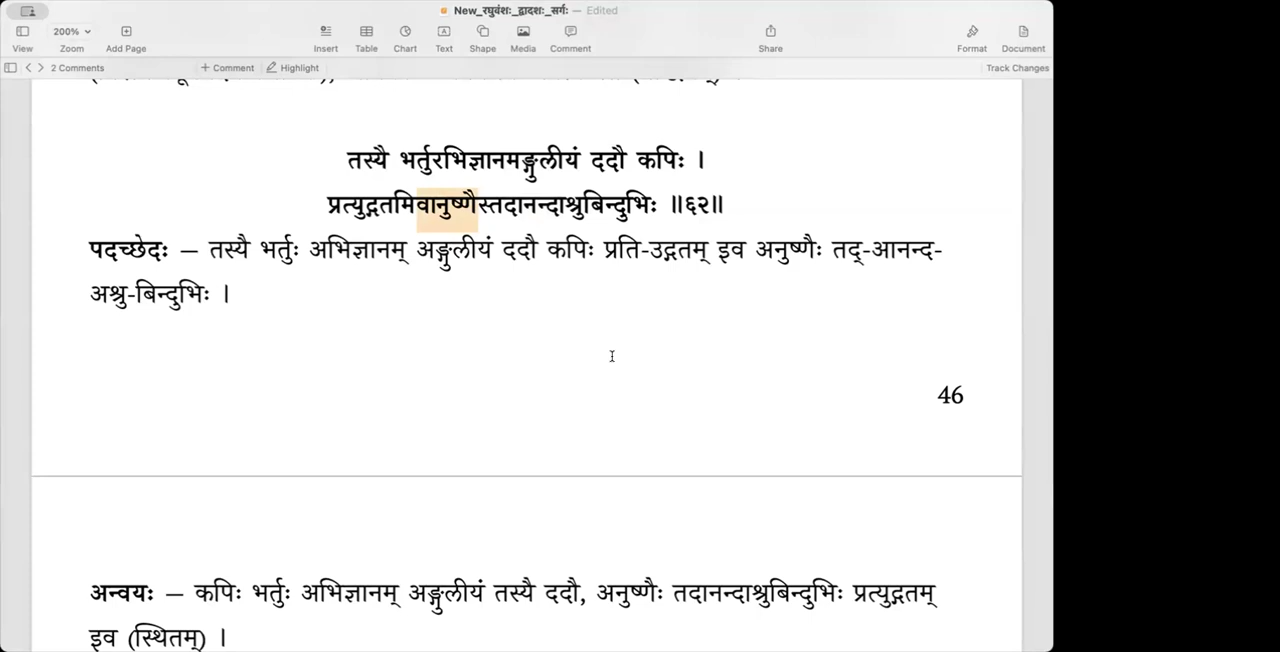 New_रघुवंशः_द्वादशः_सर्गः — Edited
200%
View Zoom Add Page Insert Table Chart Text Shape Media Comment Share Format Document
2 Comments + Comment Highlight Track Changes
तस्यै भर्तुरभिज्ञानमङ्गुलीयं ददौ कपिः ।
प्रत्युद्गतमिवानुष्णैस्तदानन्दाश्रुबिन्दुभिः ॥६२॥
पदच्छेदः — तस्यै भर्तुः अभिज्ञानम् अङ्गुलीयं ददौ कपिः प्रति-उद्गतम् इव अनुष्णैः तद्-आनन्द-
अश्रु-बिन्दुभिः ।
46
अन्वयः — कपिः भर्तुः अभिज्ञानम् अङ्गुलीयं तस्यै ददौ, अनुष्णैः तदानन्दाश्रुबिन्दुभिः प्रत्युद्गतम्
इव (स्थितम्) ।